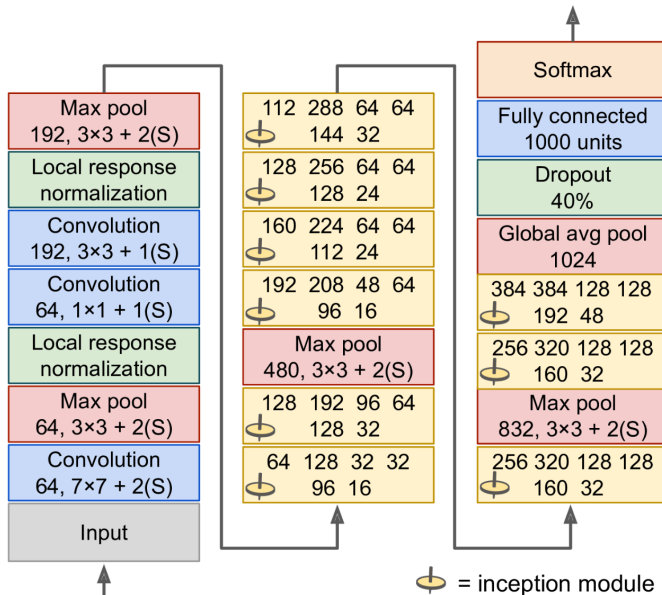 Max pool
192, 3×3 + 2(S)
Local response
normalization
Convolution
192, 3×3 + 1(S)
Convolution
64, 1×1 + 1(S)
Local response
normalization
Max pool
64, 3×3 + 2(S)
Convolution
64, 7×7 + 2(S)
Input
112 288 64 64
144 32
128 256 64 64
128 24
160 224 64 64
112 24
192 208 48 64
96 16
Max pool
480, 3×3 + 2(S)
128 192 96 64
128 32
64 128 32 32
96 16
Softmax
Fully connected
1000 units
Dropout
40%
Global avg pool
1024
384 384 128 128
192 48
256 320 128 128
160 32
Max pool
832, 3×3 + 2(S)
256 320 128 128
160 32
= inception module